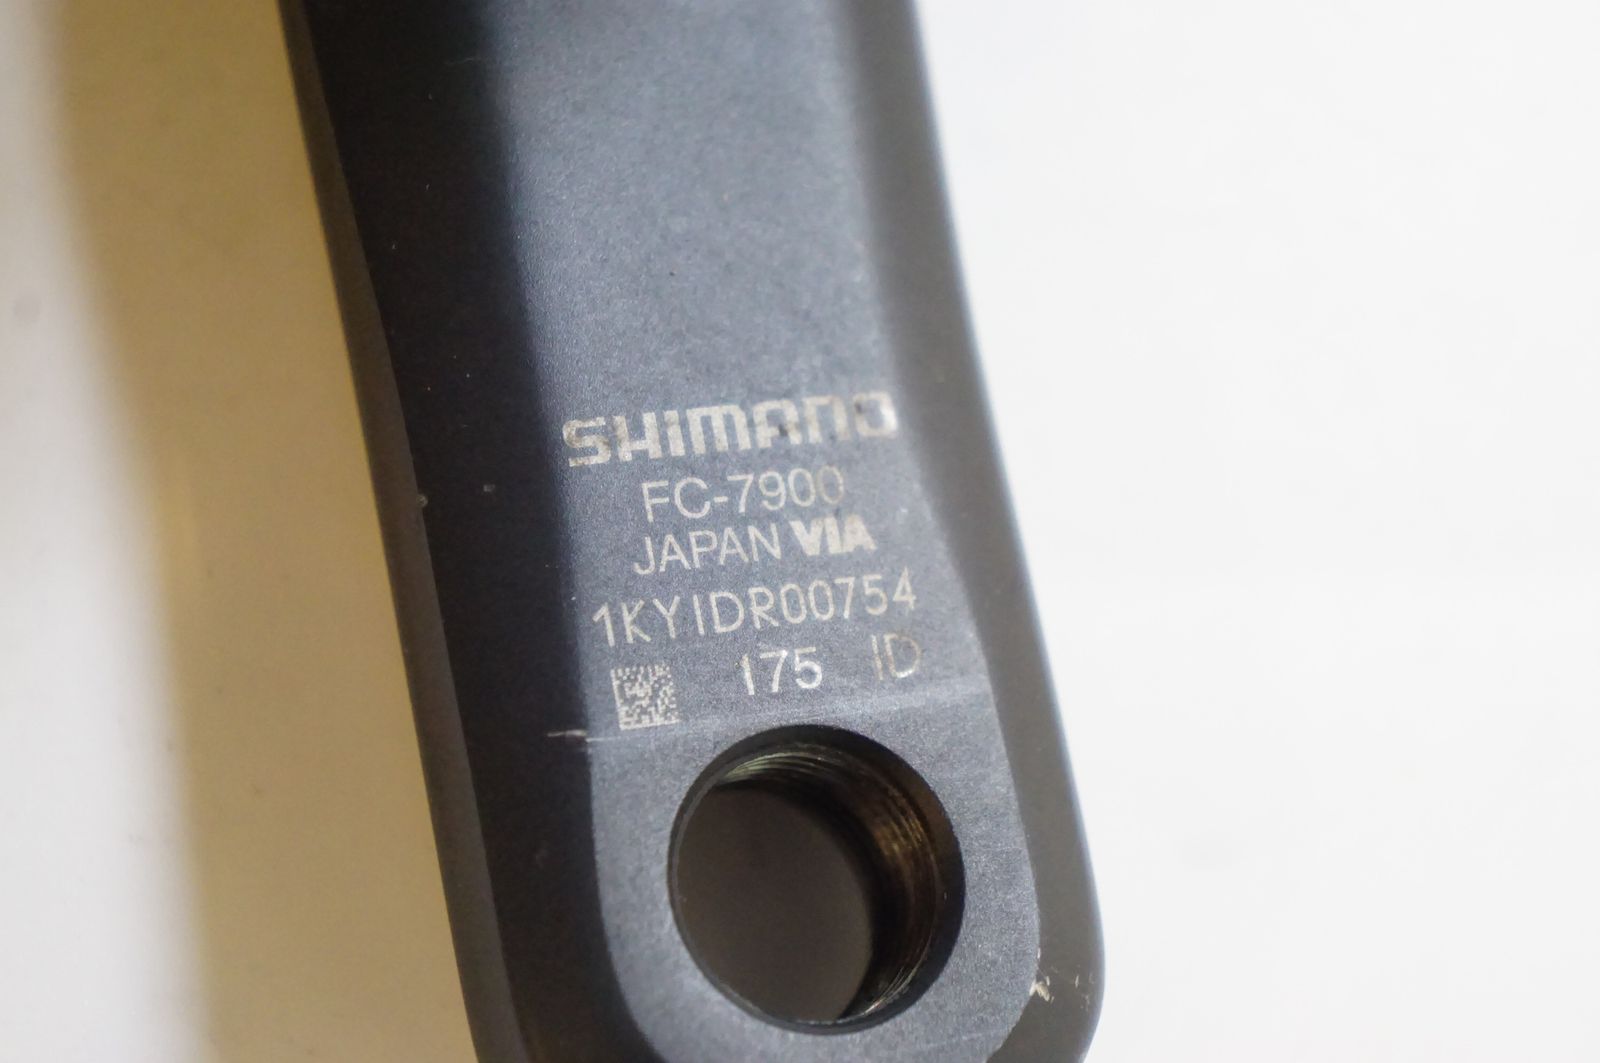 SHIMANO
FC-7900
JAPAN VIA
1KYIDR00754
175 ID